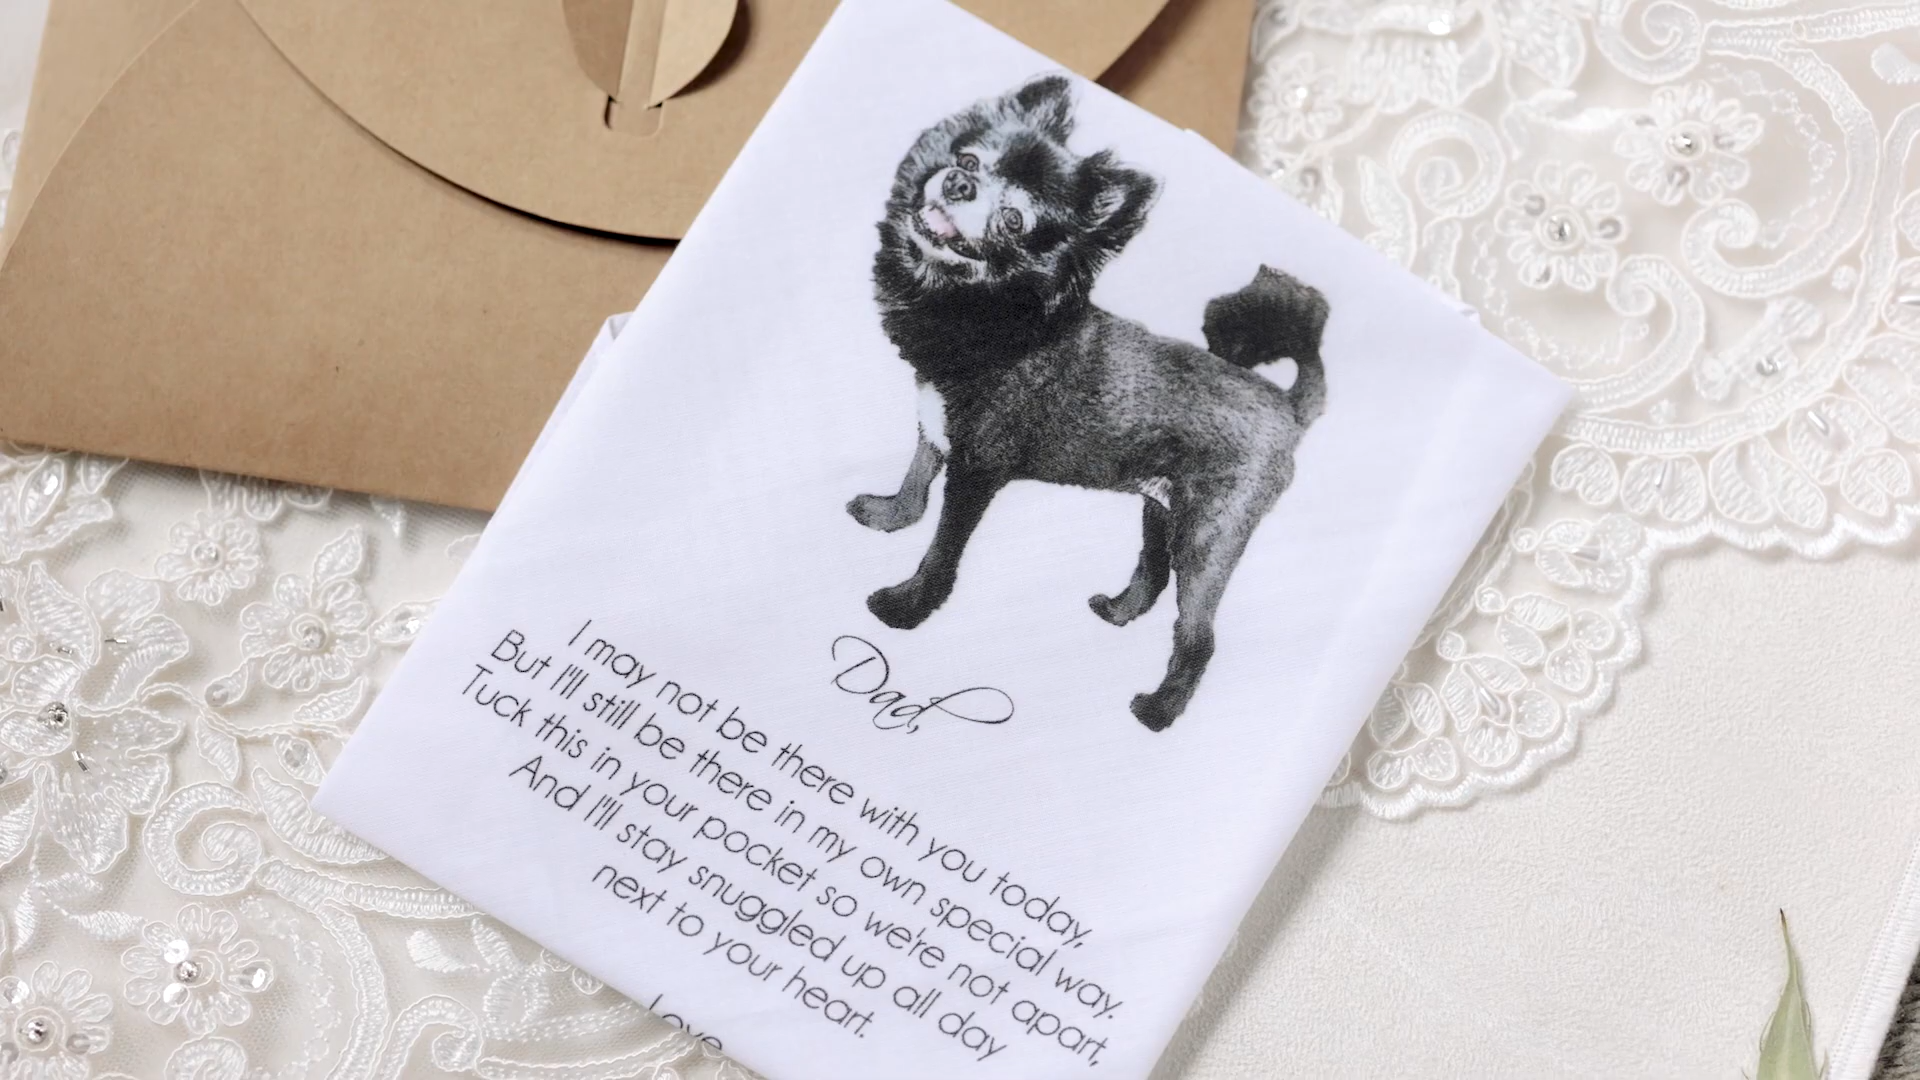 Dad,
I may not be there with you today,
But I'll still be there in my own special way.
Tuck this in your pocket so we're not apart,
And I'll stay snuggled up all day
next to your heart.
Love